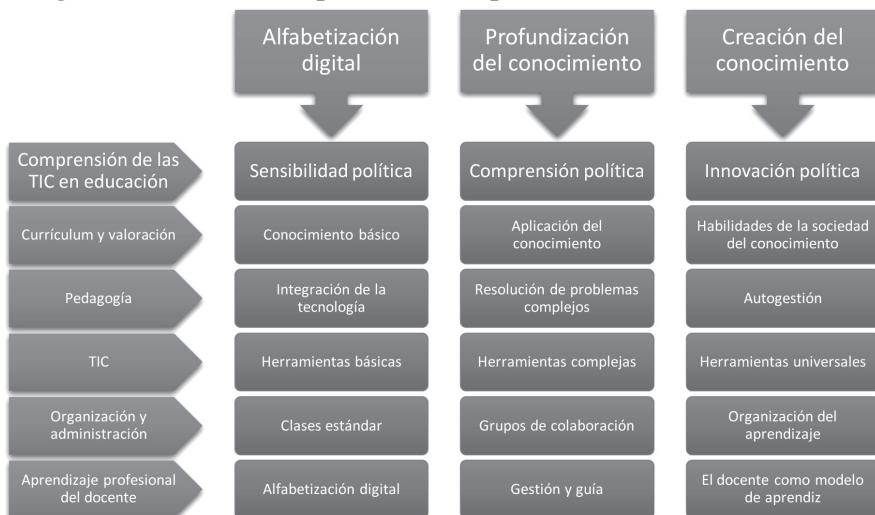 Alfabetización
digital
Profundización
del conocimiento
Creación del
conocimiento
Comprensión de las
TIC en educación
Sensibilidad política
Comprensión política
Innovación política
Currículum y valoración
Conocimiento básico
Aplicación del
conocimiento
Habilidades de la sociedad
del conocimiento
Pedagogía
Integración de la
tecnología
Resolución de problemas
complejos
Autogestión
TIC
Herramientas básicas
Herramientas complejas
Herramientas universales
Organización y
administración
Clases estándar
Grupos de colaboración
Organización del
aprendizaje
Aprendizaje profesional
del docente
Alfabetización digital
Gestión y guía
El docente como modelo
de aprendiz